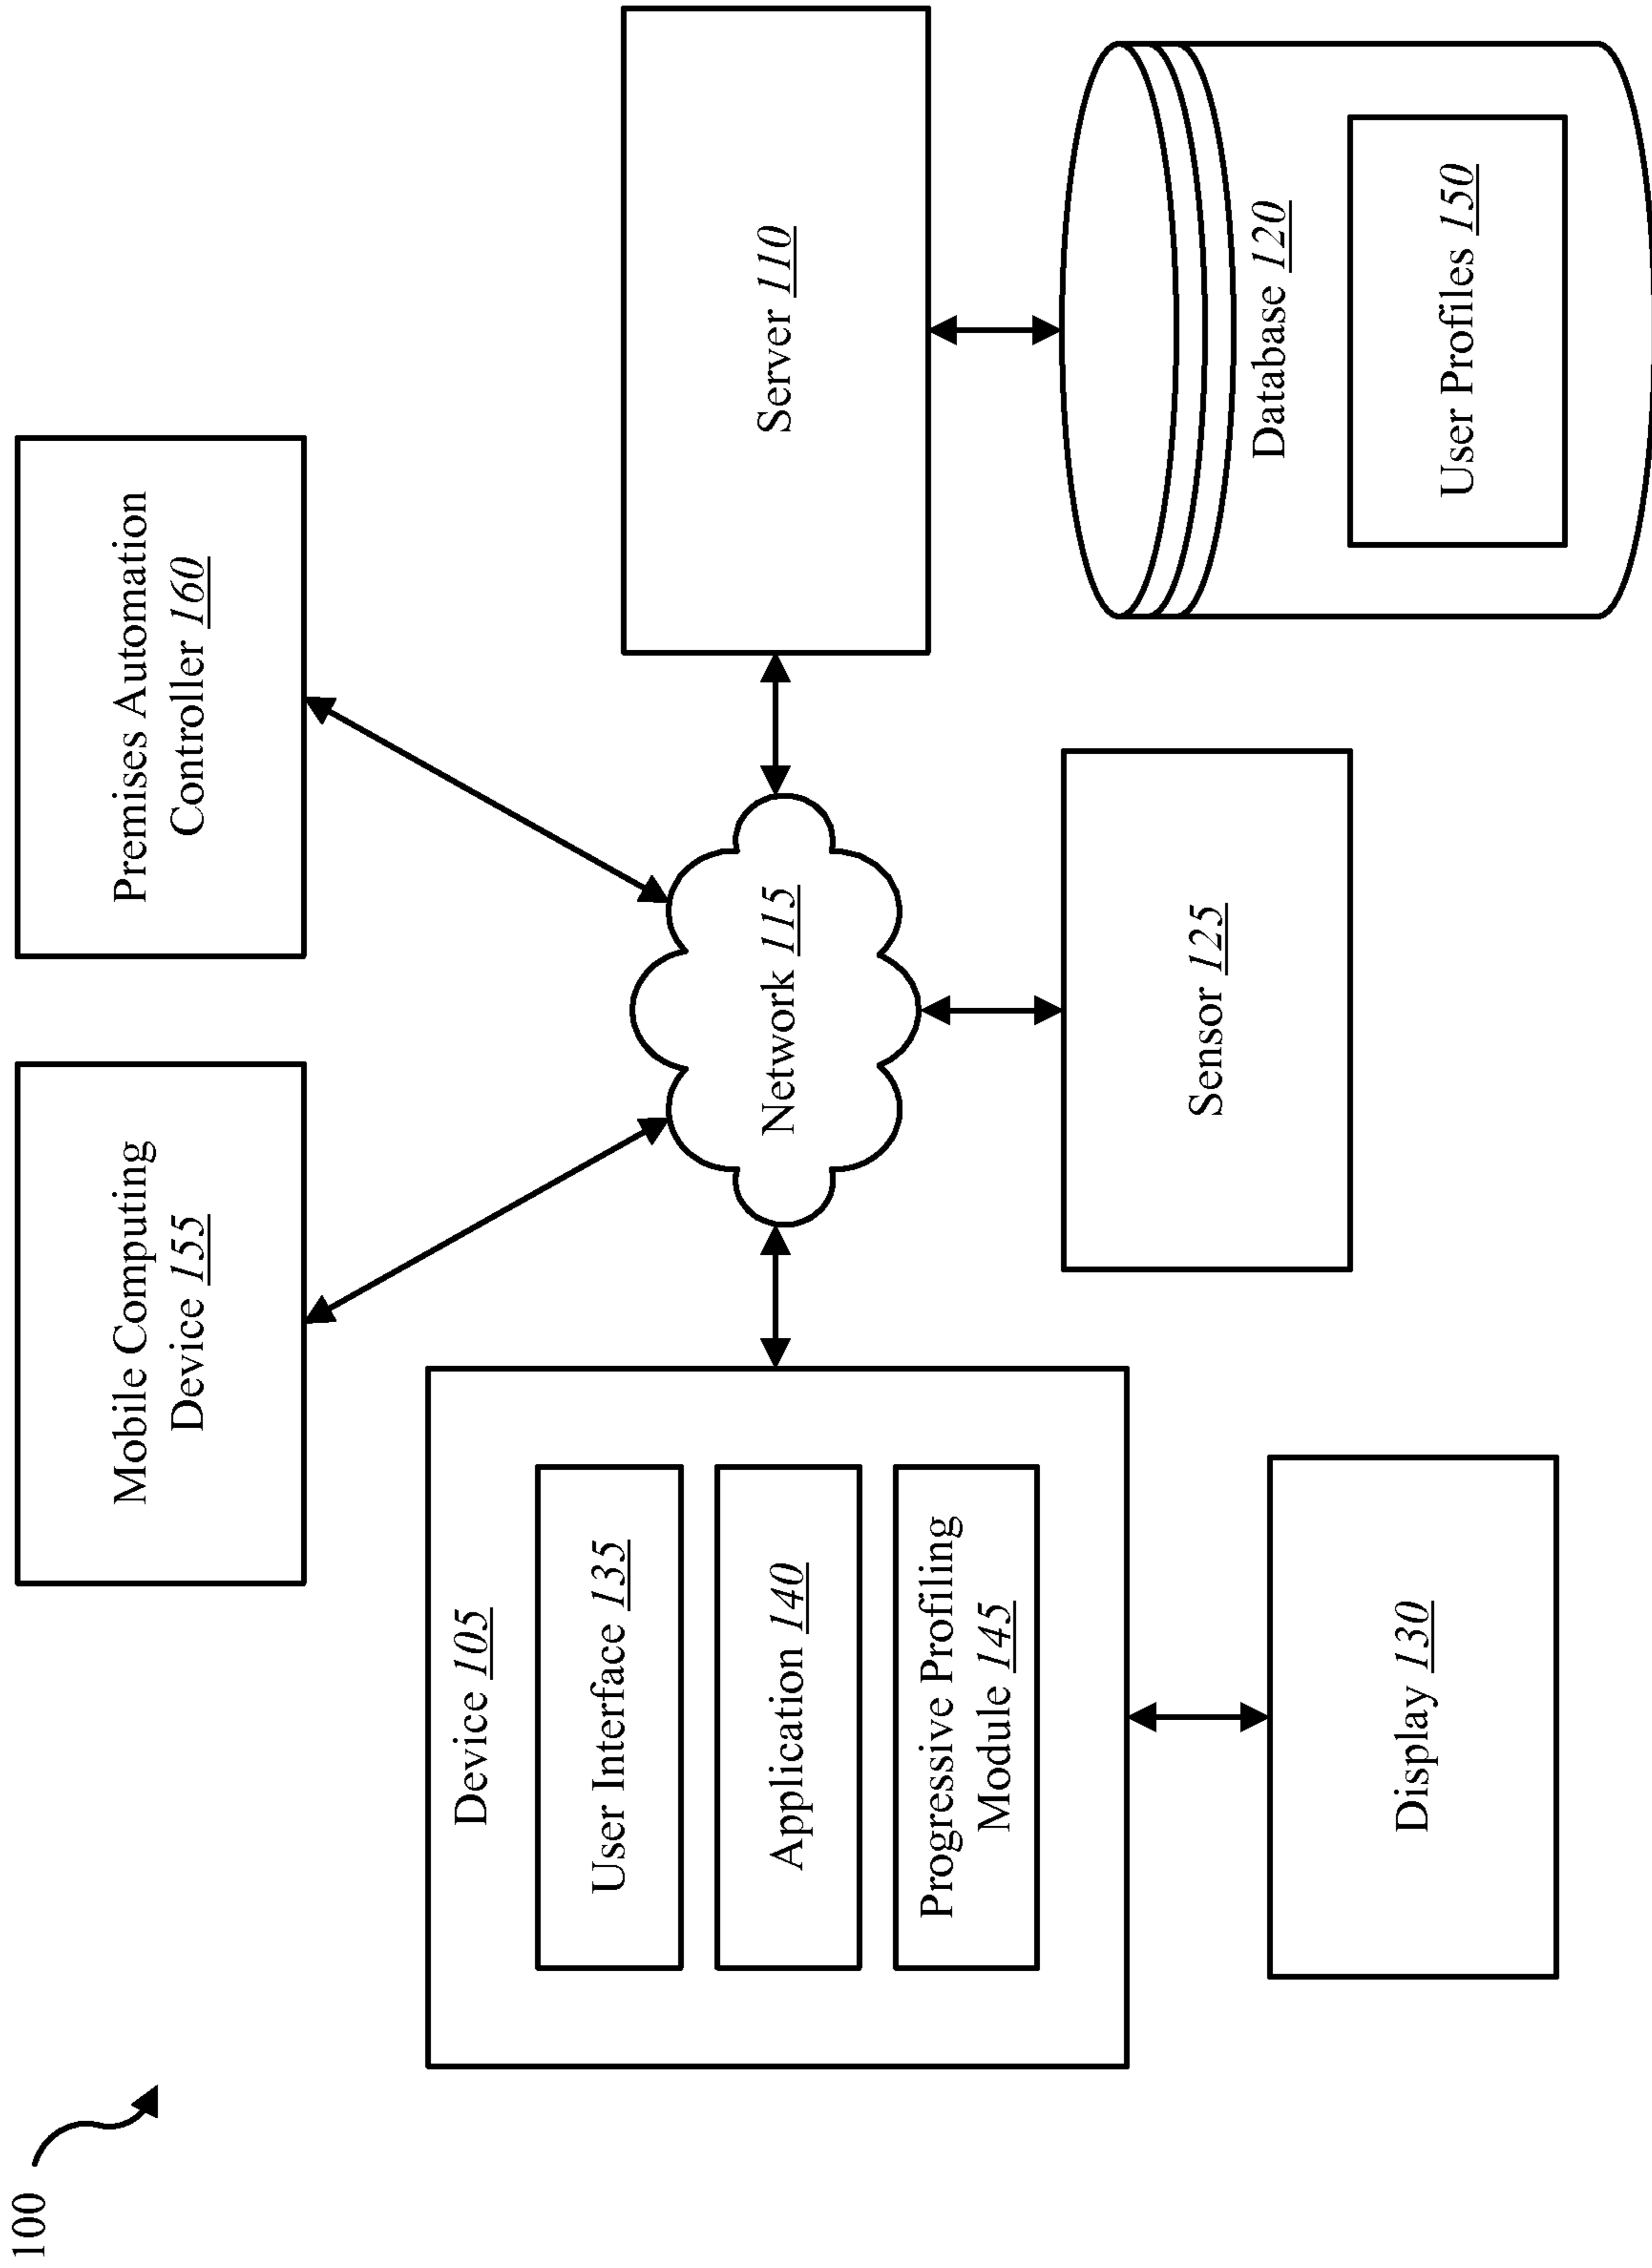 100
Mobile Computing
Device 155
Premises Automation
Controller 160
Device 105
User Interface 135
Application 140
Progressive Profiling
Module 145
Network 115
Server 110
Sensor 125
Database 120
User Profiles 150
Display 130